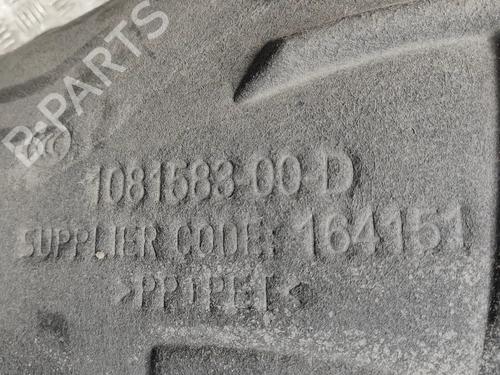 B-Parts
1081583-00-D
SUPPLIER CODE: 164151
>PP+PET<